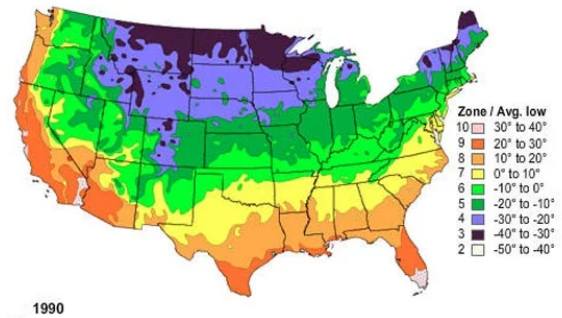 Zone / Avg. low
10 30° to 40°
9 20° to 30°
8 10° to 20°
7 0° to 10°
6 -10° to 0°
5 -20° to -10°
4 -30° to -20°
3 -40° to -30°
2 -50° to -40°
1990